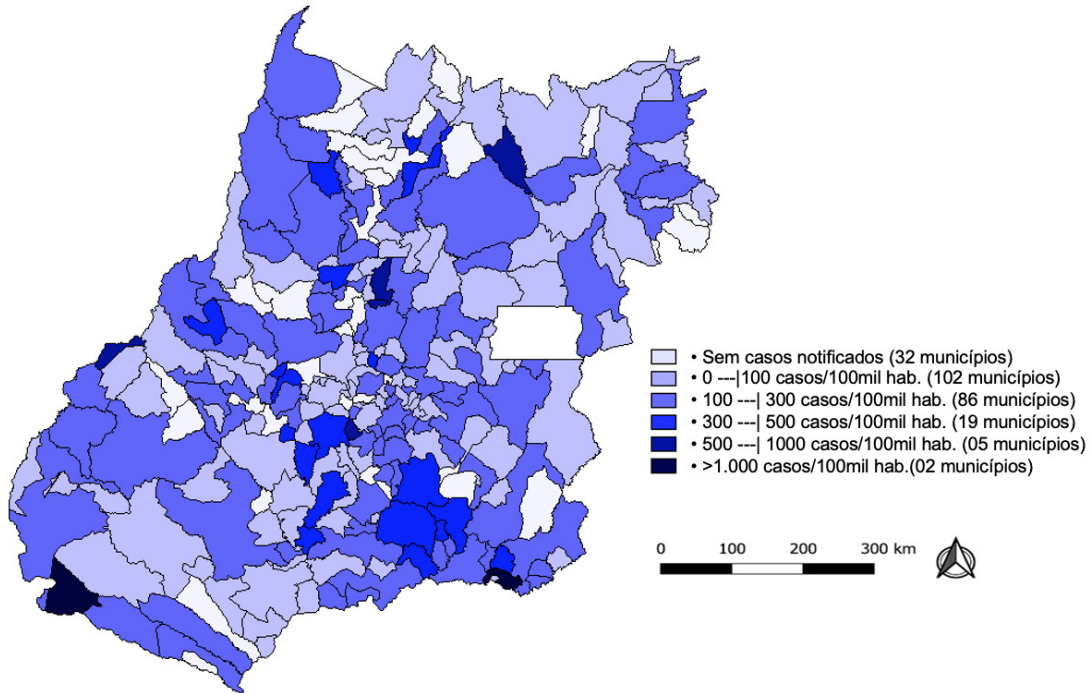 • Sem casos notificados (32 municípios)
• 0 ---|100 casos/100mil hab. (102 municípios)
• 100 ---| 300 casos/100mil hab. (86 municípios)
• 300 ---| 500 casos/100mil hab. (19 municípios)
• 500 ---| 1000 casos/100mil hab. (05 municípios)
• >1.000 casos/100mil hab.(02 municípios)
0 100 200 300 km